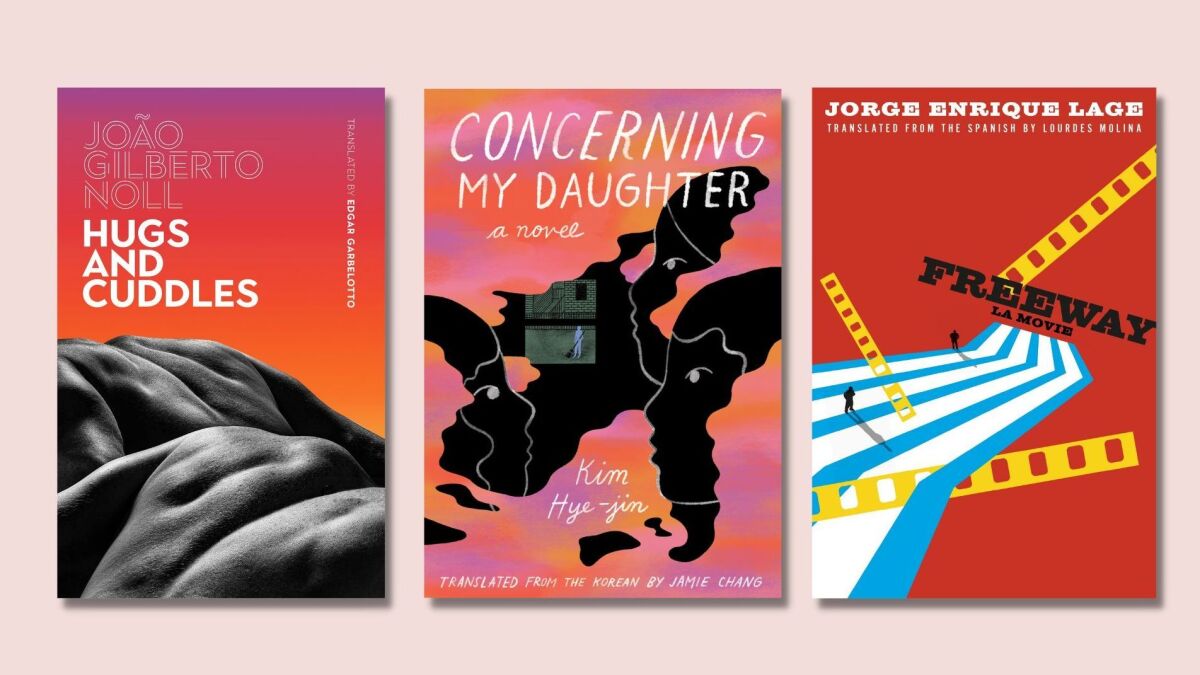 JOÃO
GILBERTO
NOLL
HUGS
AND
CUDDLES
TRANSLATED BY EDGAR GARBELOTTO
CONCERNING
MY DAUGHTER
a novel
Kim
Hye-jin
TRANSLATED FROM THE KOREAN BY JAMIE CHANG
JORGE ENRIQUE LAGE
TRANSLATED FROM THE SPANISH BY LOURDES MOLINA
FREEWAY
LA MOVIE